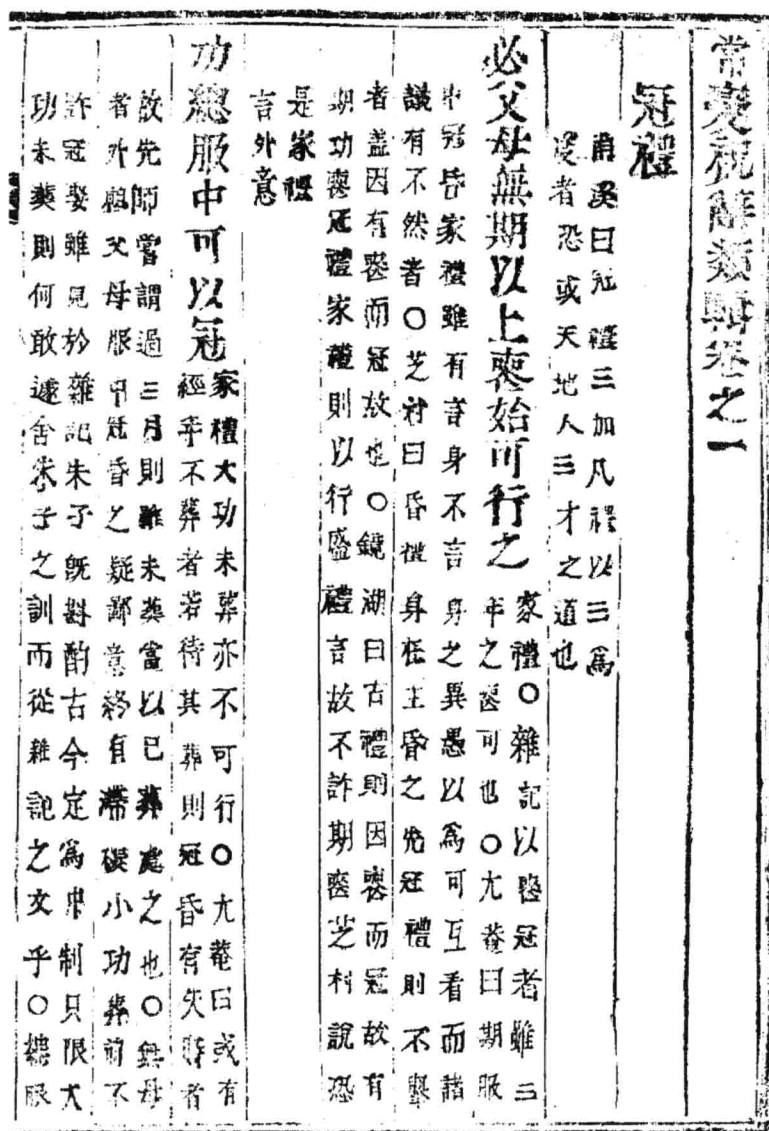 常變祝辭類輯卷之一
冠禮
南溪曰冠禮三加凡禮以三爲
度者恐或天地人三才之道也
必父母無期以上喪始可行之
家禮○雜記以喪冠者雖三
年之喪可也○尤菴曰期服
中冠昏家禮雖有言身不言身之異愚以爲可互看而諸
議有不然者○芝村曰昏禮身在主昏之先冠禮則不擧
者蓋因有喪而冠故也○鏡湖曰古禮則因喪而冠故有
期功喪冠禮家禮則以行盛禮言故不許期喪芝村說恐
是家禮
言外意
功緦服中可以冠
家禮大功未葬亦不可行○尤菴曰或有
經年不葬者若待其葬則冠昏有失時者
故先師嘗謂過三月則雖未葬當以已葬處之也○無母
者外祖父母服中冠昏之疑鄙意終有滯礙小功葬前不
許冠娶雖見於雜記朱子旣斟酌古今定爲中制只限大
功未葬則何敢遽舍朱子之訓而從雜記之文乎○緦服